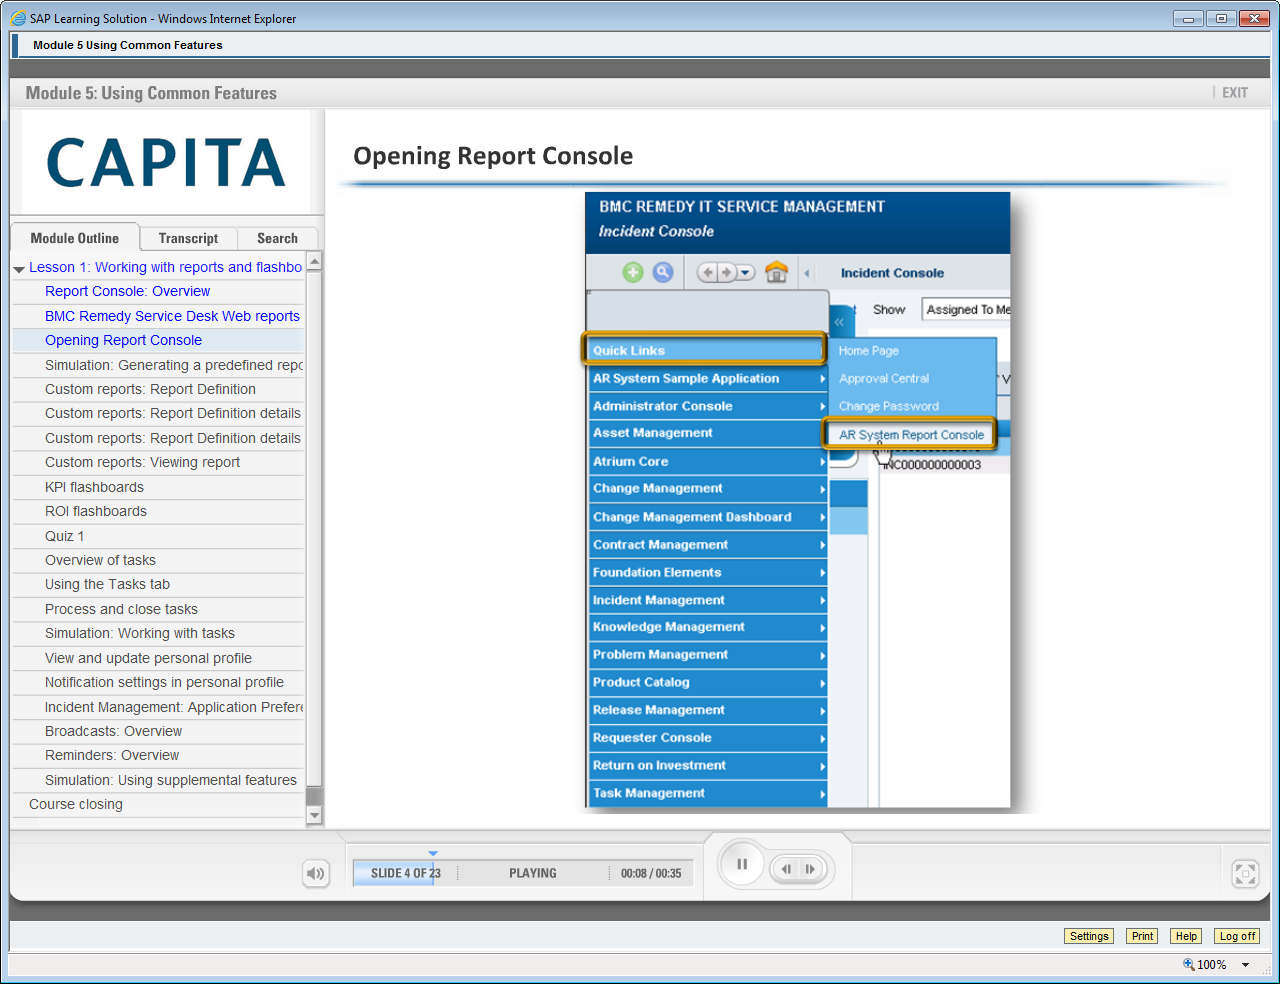 SAP Learning Solution - Windows Internet Explorer
Module 5 Using Common Features
Module 5: Using Common Features
EXIT
CAPITA
Module Outline
Transcript
Search
Lesson 1: Working with reports and flashbo
Report Console: Overview
BMC Remedy Service Desk Web reports
Opening Report Console
Simulation: Generating a predefined repo
Custom reports: Report Definition
Custom reports: Report Definition details
Custom reports: Report Definition details
Custom reports: Viewing report
KPI flashboards
ROI flashboards
Quiz 1
Overview of tasks
Using the Tasks tab
Process and close tasks
Simulation: Working with tasks
View and update personal profile
Notification settings in personal profile
Incident Management: Application Prefere
Broadcasts: Overview
Reminders: Overview
Simulation: Using supplemental features
Course closing
Opening Report Console
BMC REMEDY IT SERVICE MANAGEMENT
Incident Console
Incident Console
Show
Assigned To Me
Quick Links
AR System Sample Application
Administrator Console
Asset Management
Atrium Core
Change Management
Change Management Dashboard
Contract Management
Foundation Elements
Incident Management
Knowledge Management
Problem Management
Product Catalog
Release Management
Requester Console
Return on Investment
Task Management
Home Page
Approval Central
Change Password
AR System Report Console
INC000000000003
SLIDE 4 OF 23
PLAYING
00:08 / 00:35
Settings
Print
Help
Log off
100%